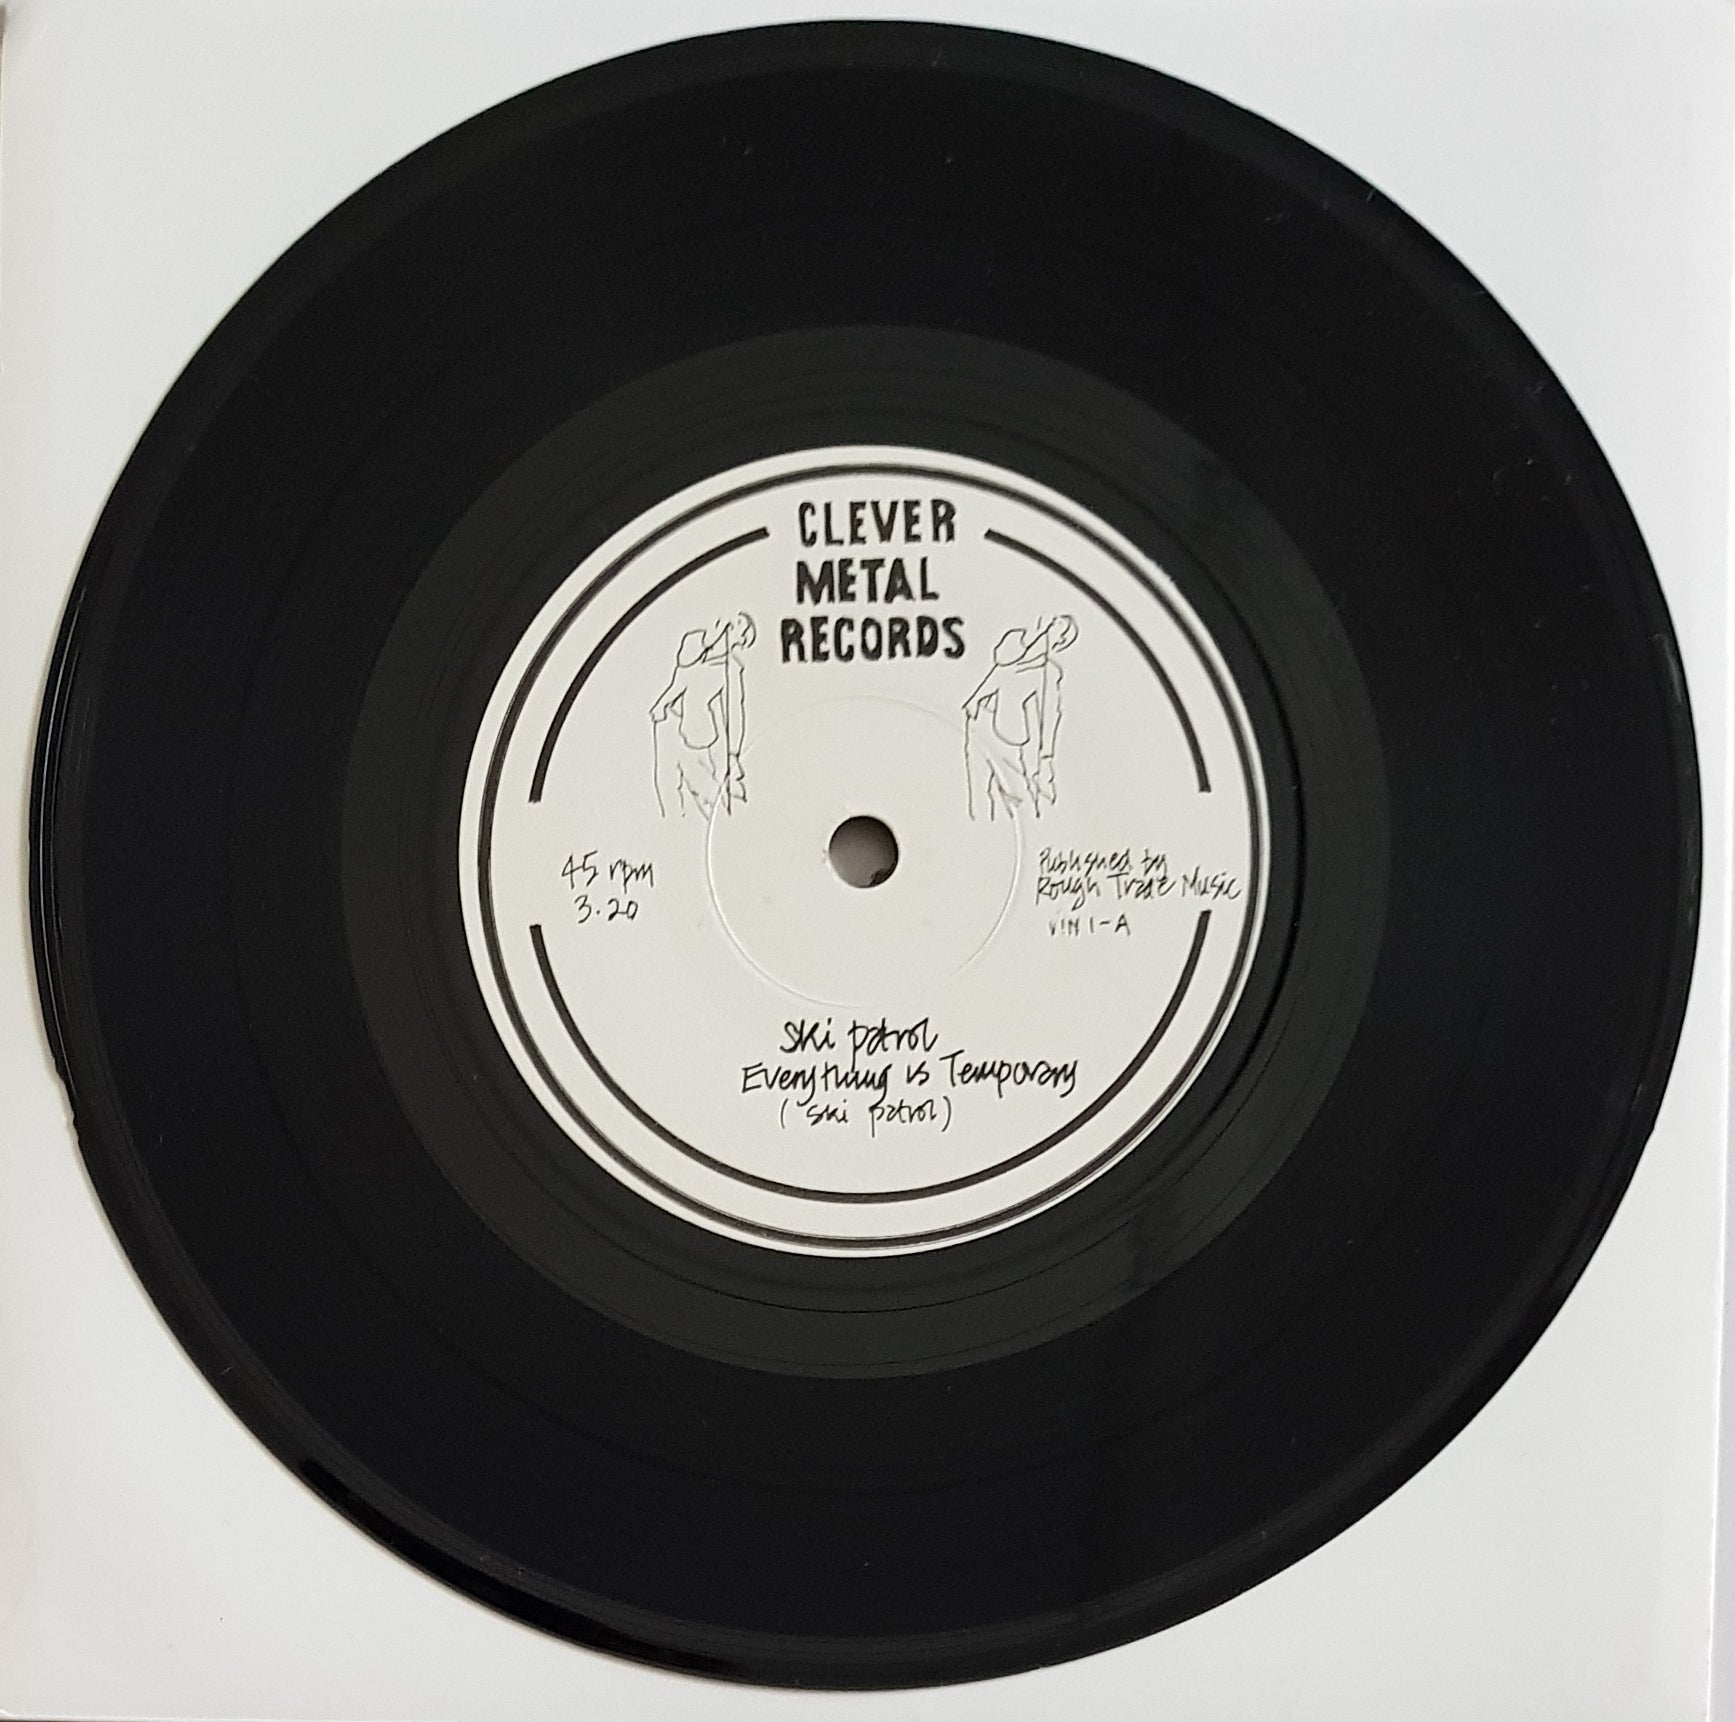 CLEVER
METAL
RECORDS
45 rpm
3.20
Published by
Rough Trade Music
VIN 1-A
Ski patrol
Everything is Temporary
(Ski patrol)